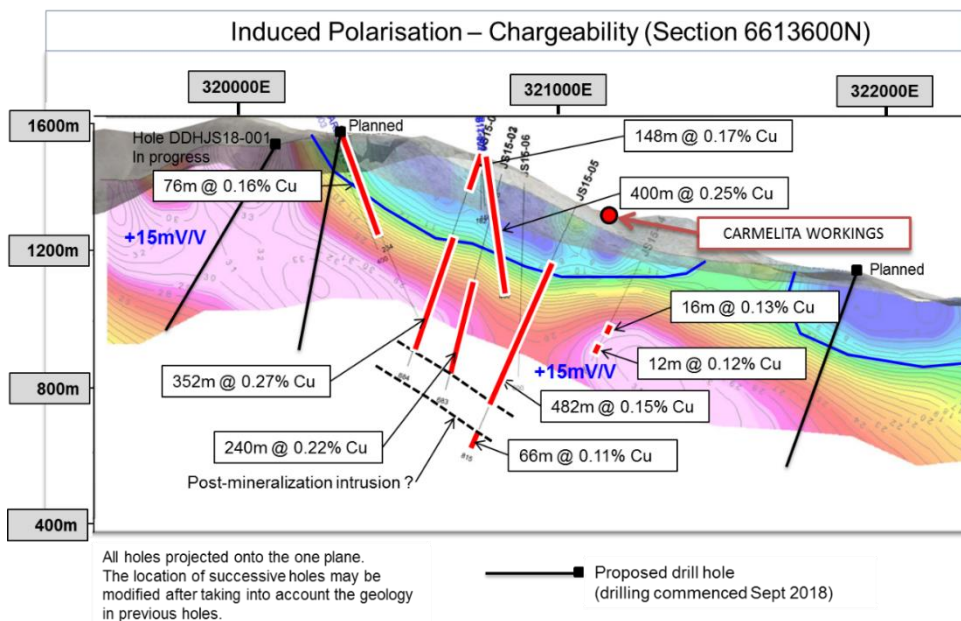 Induced Polarisation – Chargeability (Section 6613600N)
320000E
321000E
322000E
1600m
1200m
800m
400m
Hole DDHJS18-001
In progress
Planned
76m @ 0.16% Cu
148m @ 0.17% Cu
400m @ 0.25% Cu
JS15-02
JS15-06
JS15-05
CARMELITA WORKINGS
+15mV/V
Planned
16m @ 0.13% Cu
12m @ 0.12% Cu
352m @ 0.27% Cu
+15mV/V
482m @ 0.15% Cu
240m @ 0.22% Cu
66m @ 0.11% Cu
683
815
Post-mineralization intrusion ?
All holes projected onto the one plane.
The location of successive holes may be
modified after taking into account the geology
in previous holes.
Proposed drill hole
(drilling commenced Sept 2018)